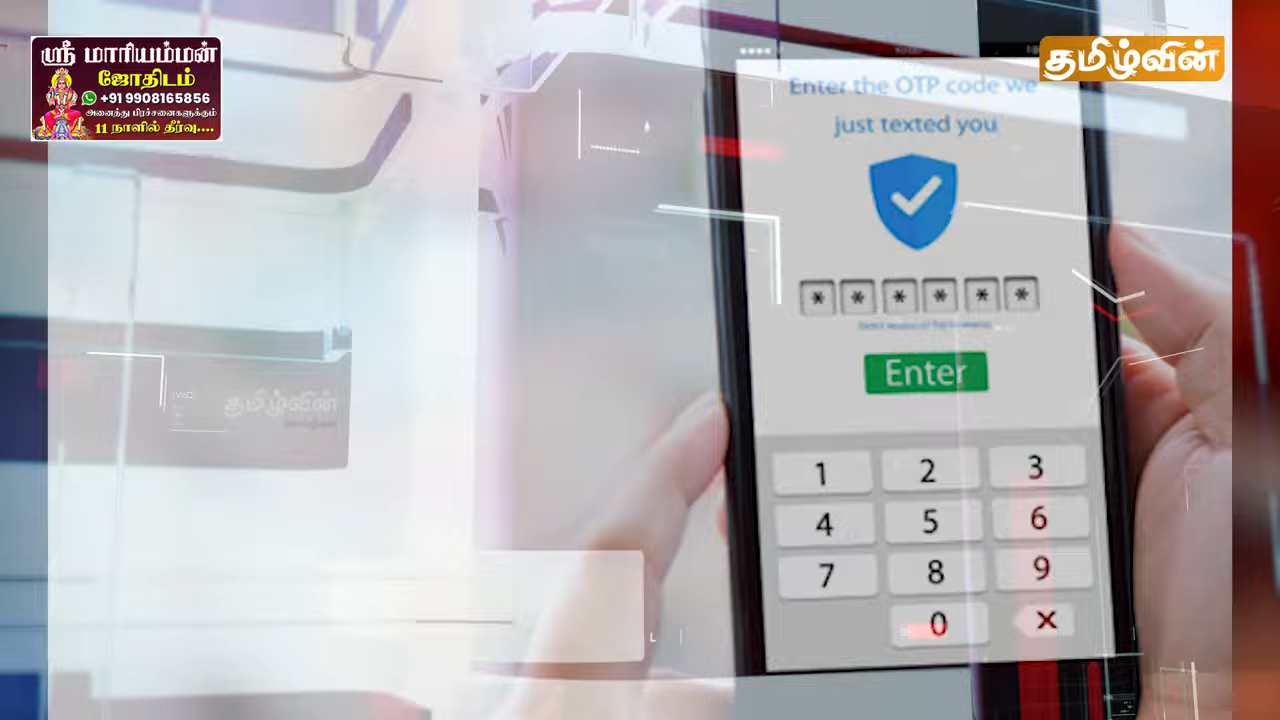 ஸ்ரீ மாரியம்மன்
ஜோதிடம்
+91 9908165856
அனைத்து பிரச்சனைகளுக்கும்
11 நாளில் தீர்வு....
தமிழ்வின்
Enter the OTP code we
just texted you
* * * * * *
Enter
1 2 3
4 5 6
7 8 9
0 ×
தமிழ்வின்